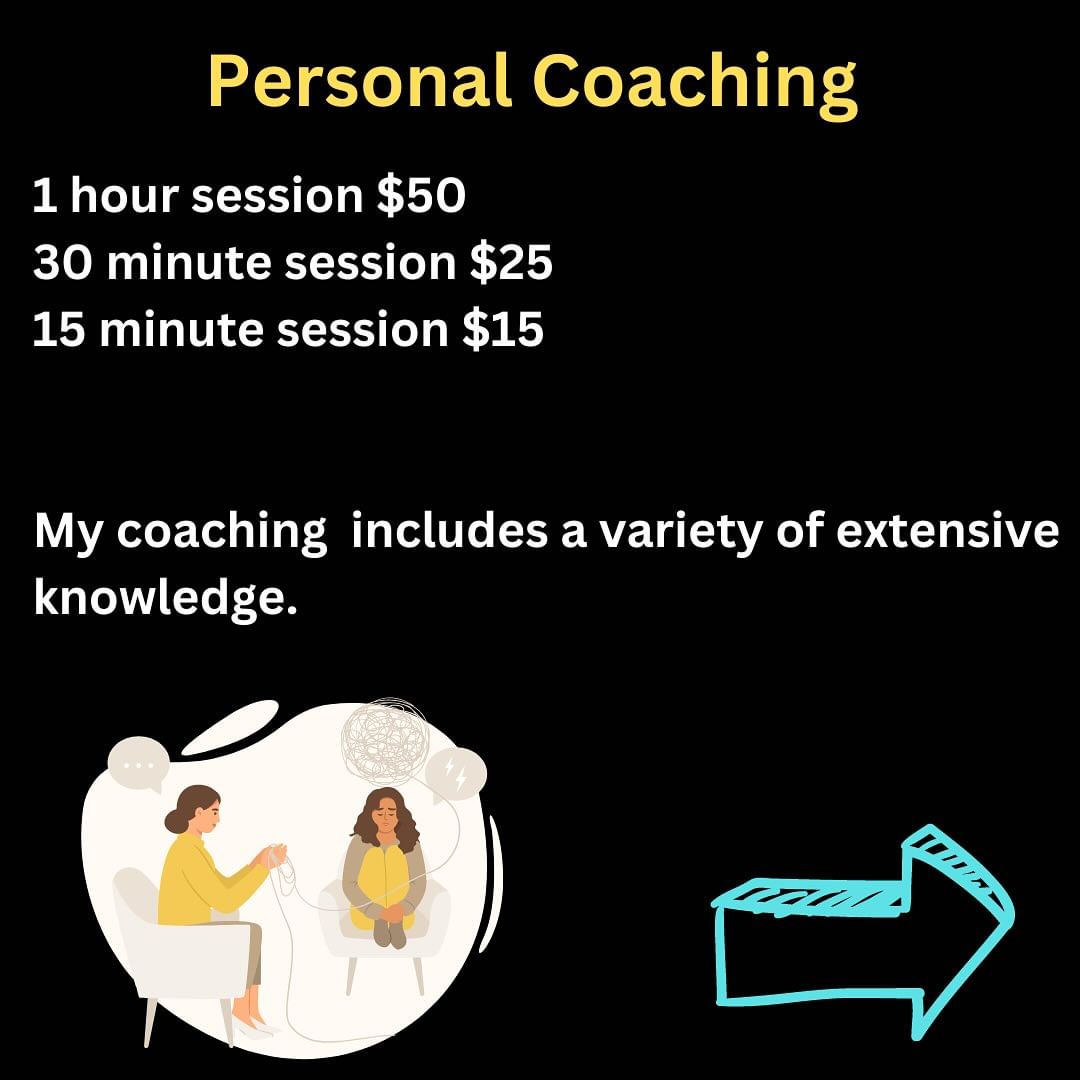 Personal Coaching
1 hour session $50
30 minute session $25
15 minute session $15
My coaching  includes a variety of extensive
knowledge.